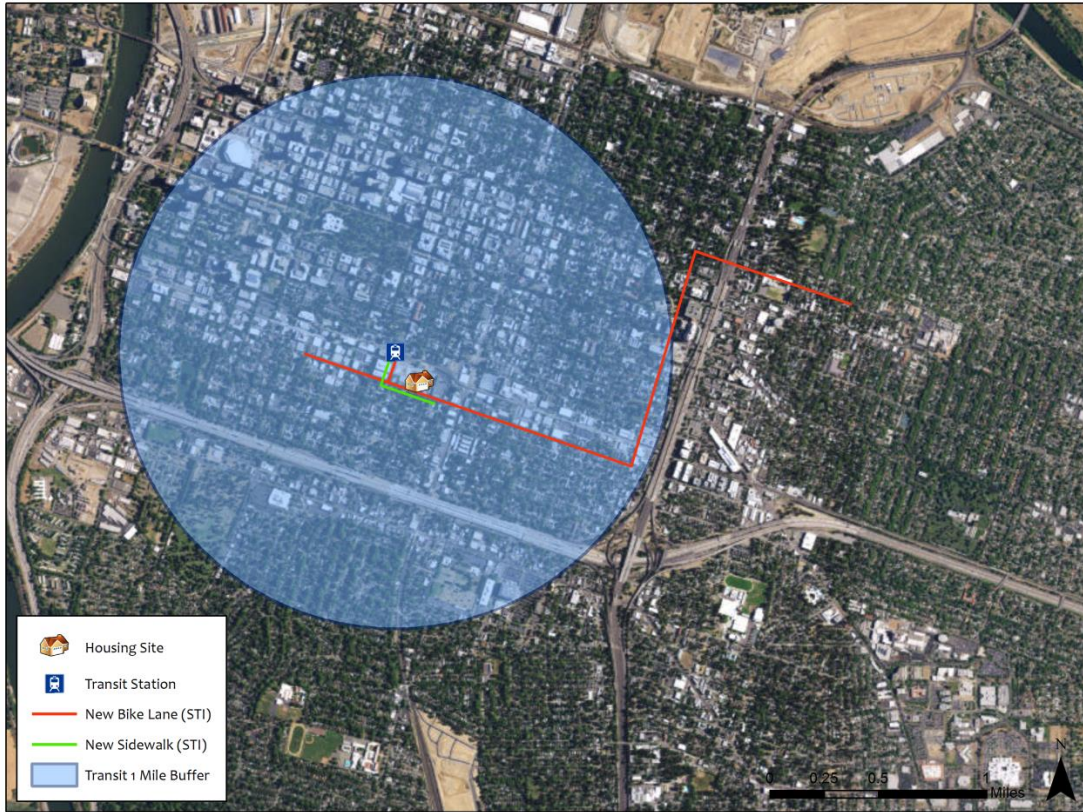 Housing Site
Transit Station
New Bike Lane (STI)
New Sidewalk (STI)
Transit 1 Mile Buffer
N
0 0.25 0.5 1
Miles